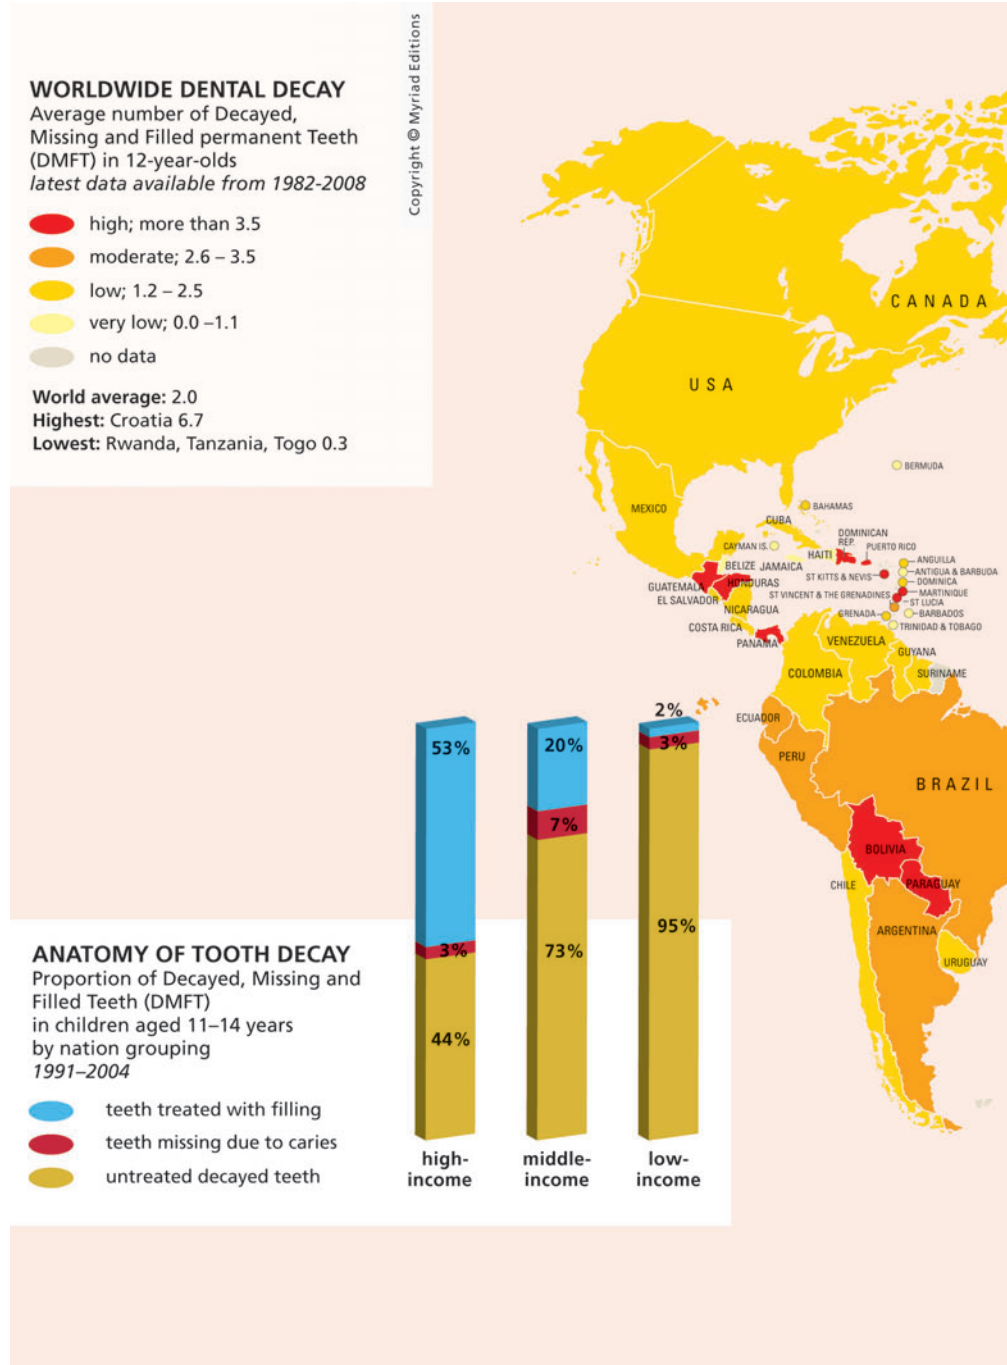 Copyright © Myriad Editions
WORLDWIDE DENTAL DECAY
Average number of Decayed,
Missing and Filled permanent Teeth
(DMFT) in 12-year-olds
latest data available from 1982-2008
high; more than 3.5
moderate; 2.6 – 3.5
low; 1.2 – 2.5
very low; 0.0 –1.1
no data
World average: 2.0
Highest: Croatia 6.7
Lowest: Rwanda, Tanzania, Togo 0.3
CANADA
USA
BERMUDA
MEXICO
BAHAMAS
CUBA
DOMINICAN
REP.
PUERTO RICO
CAYMAN IS.
HAITI
BELIZE
JAMAICA
ANGUILLA
ANTIGUA & BARBUDA
ST KITTS & NEVIS
DOMINICA
GUATEMALA
HONDURAS
MARTINIQUE
ST VINCENT & THE GRENADINES
ST LUCIA
EL SALVADOR
NICARAGUA
GRENADA
BARBADOS
COSTA RICA
TRINIDAD & TOBAGO
PANAMA
VENEZUELA
GUYANA
COLOMBIA
SURINAME
ECUADOR
PERU
BRAZIL
BOLIVIA
CHILE
PARAGUAY
ARGENTINA
URUGUAY
53%
3%
44%
20%
7%
73%
2%
3%
95%
high-
income
middle-
income
low-
income
ANATOMY OF TOOTH DECAY
Proportion of Decayed, Missing and
Filled Teeth (DMFT)
in children aged 11–14 years
by nation grouping
1991–2004
teeth treated with filling
teeth missing due to caries
untreated decayed teeth